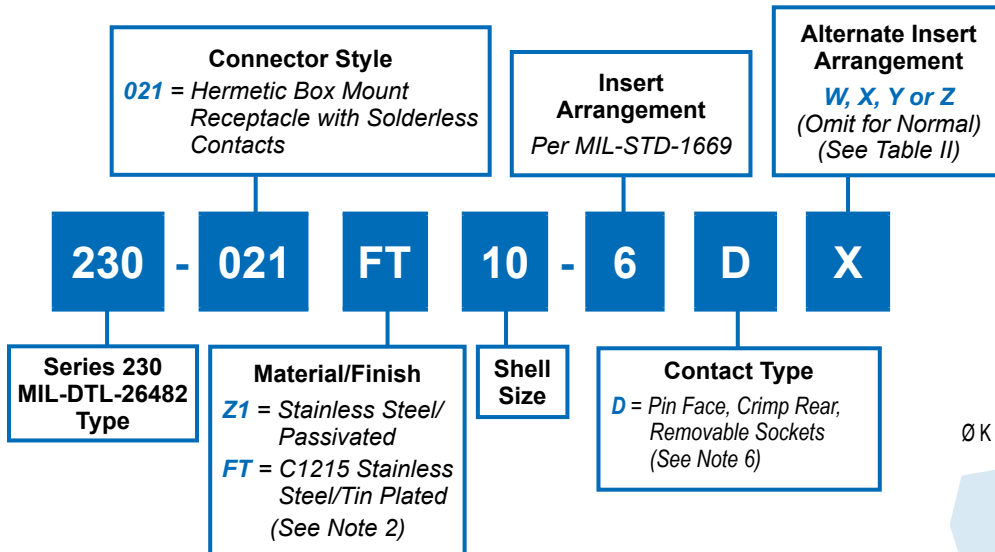 Connector Style
021 = Hermetic Box Mount
Receptacle with Solderless
Contacts
Insert
Arrangement
Per MIL-STD-1669
Alternate Insert
Arrangement
W, X, Y or Z
(Omit for Normal)
(See Table II)
230 - 021 FT 10 - 6 D X
Series 230
MIL-DTL-26482
Type
Material/Finish
Z1 = Stainless Steel/
Passivated
FT = C1215 Stainless
Steel/Tin Plated
(See Note 2)
Shell
Size
Contact Type
D = Pin Face, Crimp Rear,
Removable Sockets
(See Note 6)
Ø K